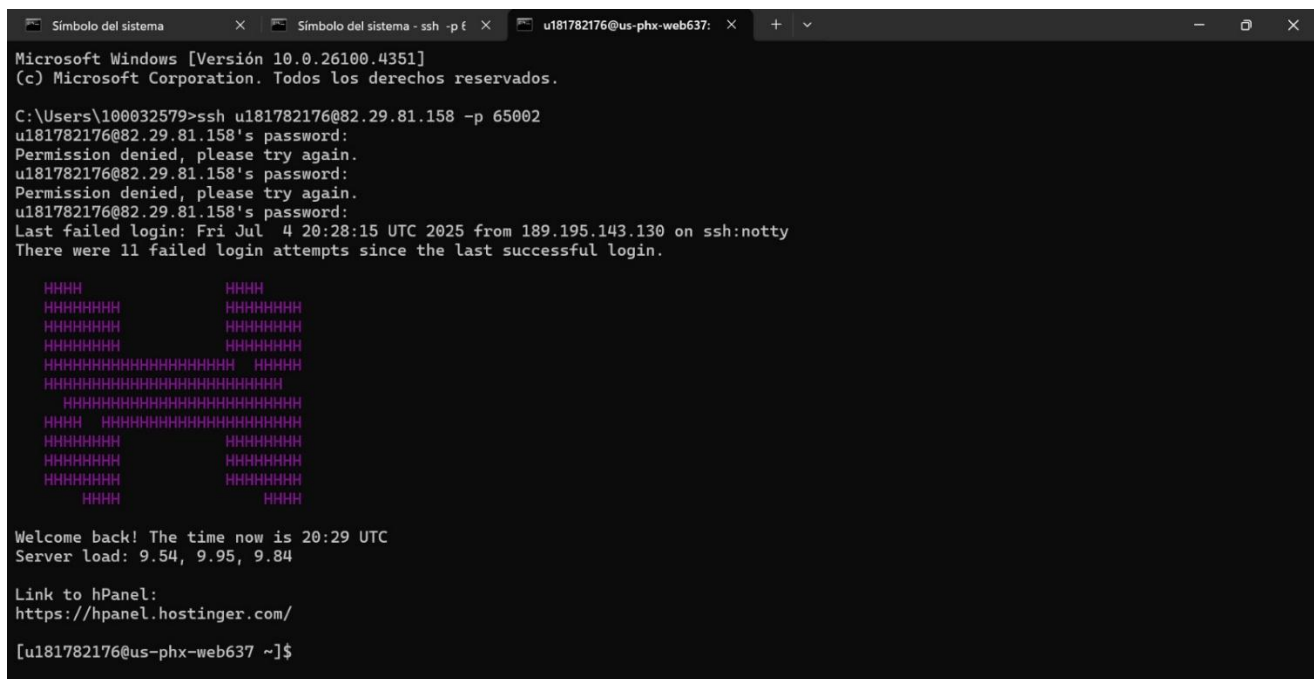 Símbolo del sistema
Símbolo del sistema - ssh -p 6
u181782176@us-phx-web637:
Microsoft Windows [Versión 10.0.26100.4351]
(c) Microsoft Corporation. Todos los derechos reservados.
C:\Users\100032579>ssh u181782176@82.29.81.158 -p 65002
u181782176@82.29.81.158's password:
Permission denied, please try again.
u181782176@82.29.81.158's password:
Permission denied, please try again.
u181782176@82.29.81.158's password:
Last failed login: Fri Jul  4 20:28:15 UTC 2025 from 189.195.143.130 on ssh:notty
There were 11 failed login attempts since the last successful login.
HHHH               HHHH
HHHHHHHH           HHHHHHHH
HHHHHHHH           HHHHHHHH
HHHHHHHH           HHHHHHHH
HHHHHHHHHHHHHHHHHHHH  HHHHH
HHHHHHHHHHHHHHHHHHHHHHHHH
  HHHHHHHHHHHHHHHHHHHHHHHHH
HHHH  HHHHHHHHHHHHHHHHHHHHH
HHHHHHHH           HHHHHHHH
HHHHHHHH           HHHHHHHH
HHHHHHHH           HHHHHHHH
    HHHH               HHHH
Welcome back! The time now is 20:29 UTC
Server load: 9.54, 9.95, 9.84
Link to hPanel:
https://hpanel.hostinger.com/
[u181782176@us-phx-web637 ~]$